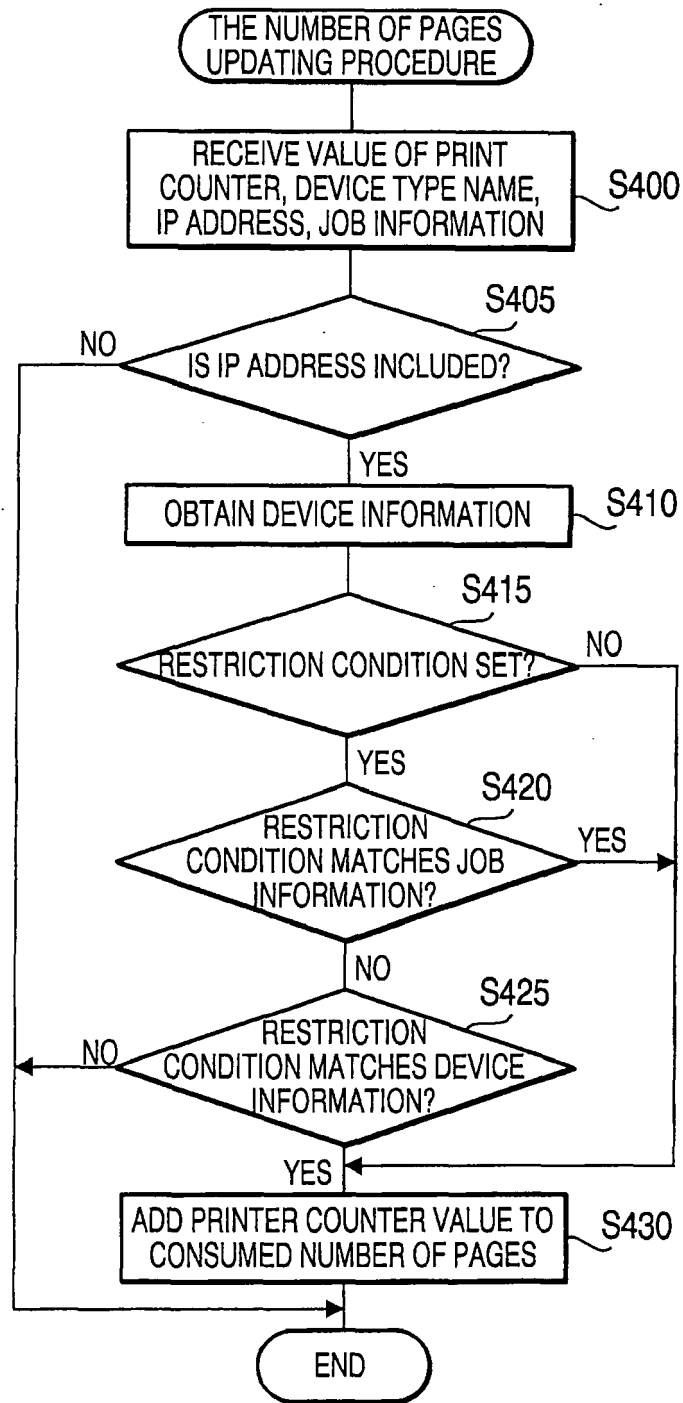 THE NUMBER OF PAGES
UPDATING PROCEDURE
RECEIVE VALUE OF PRINT
COUNTER, DEVICE TYPE NAME,
IP ADDRESS, JOB INFORMATION
S400
S405
NO
IS IP ADDRESS INCLUDED?
YES
OBTAIN DEVICE INFORMATION
S410
S415
RESTRICTION CONDITION SET?
NO
YES
S420
RESTRICTION
CONDITION MATCHES JOB
INFORMATION?
YES
NO
S425
RESTRICTION
CONDITION MATCHES DEVICE
INFORMATION?
NO
YES
ADD PRINTER COUNTER VALUE TO
CONSUMED NUMBER OF PAGES
S430
END